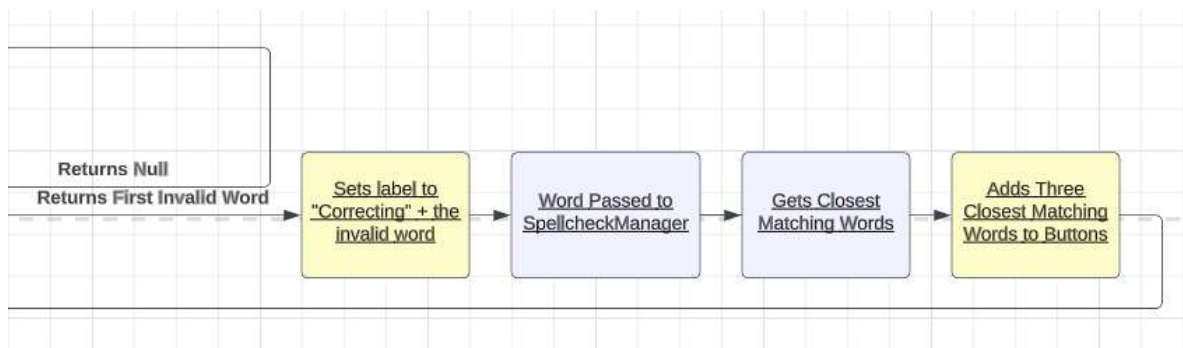 Returns Null
Returns First Invalid Word
Sets label to
"Correcting" + the
invalid word
Word Passed to
SpellcheckManager
Gets Closest
Matching Words
Adds Three
Closest Matching
Words to Buttons